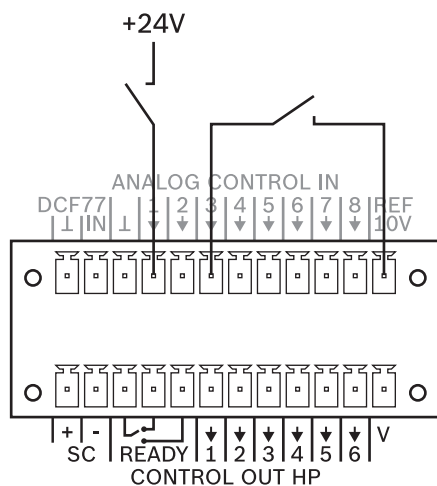 +24V
ANALOG CONTROL IN
DCF77 1 2 3 4 5 6 7 8 REF
⊥ IN ⊥ ↓ ↓ ↓ ↓ ↓ ↓ ↓ ↓ 10V
+ - 1 2 3 4 5 6 V
SC READY
CONTROL OUT HP